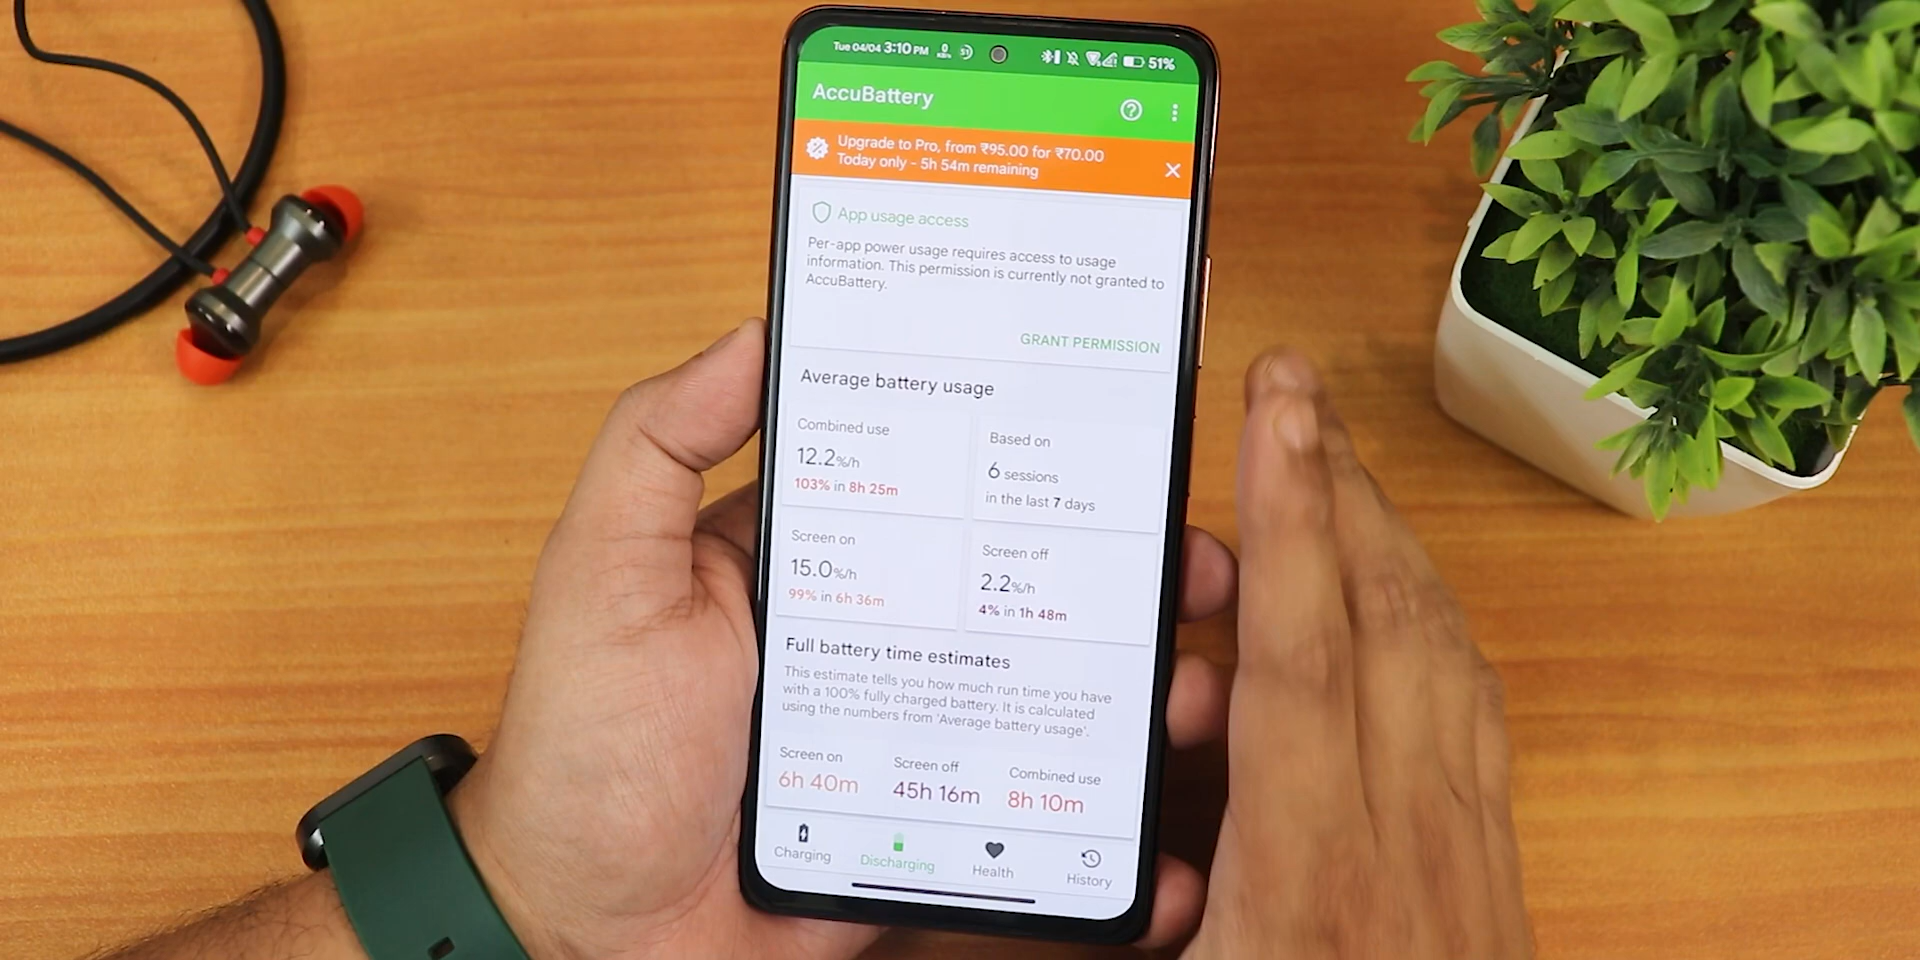 Tue 04/04 3:10 PM 0 KB/s 51 51%
AccuBattery
Upgrade to Pro, from ₹95.00 for ₹70.00
Today only - 5h 54m remaining
App usage access
Per-app power usage requires access to usage
information. This permission is currently not granted to
AccuBattery.
GRANT PERMISSION
Average battery usage
Combined use
12.2%/h
103% in 8h 25m
Based on
6 sessions
in the last 7 days
Screen on
15.0%/h
99% in 6h 36m
Screen off
2.2%/h
4% in 1h 48m
Full battery time estimates
This estimate tells you how much run time you have
with a 100% fully charged battery. It is calculated
using the numbers from 'Average battery usage'.
Screen on
6h 40m
Screen off
45h 16m
Combined use
8h 10m
Charging
Discharging
Health
History